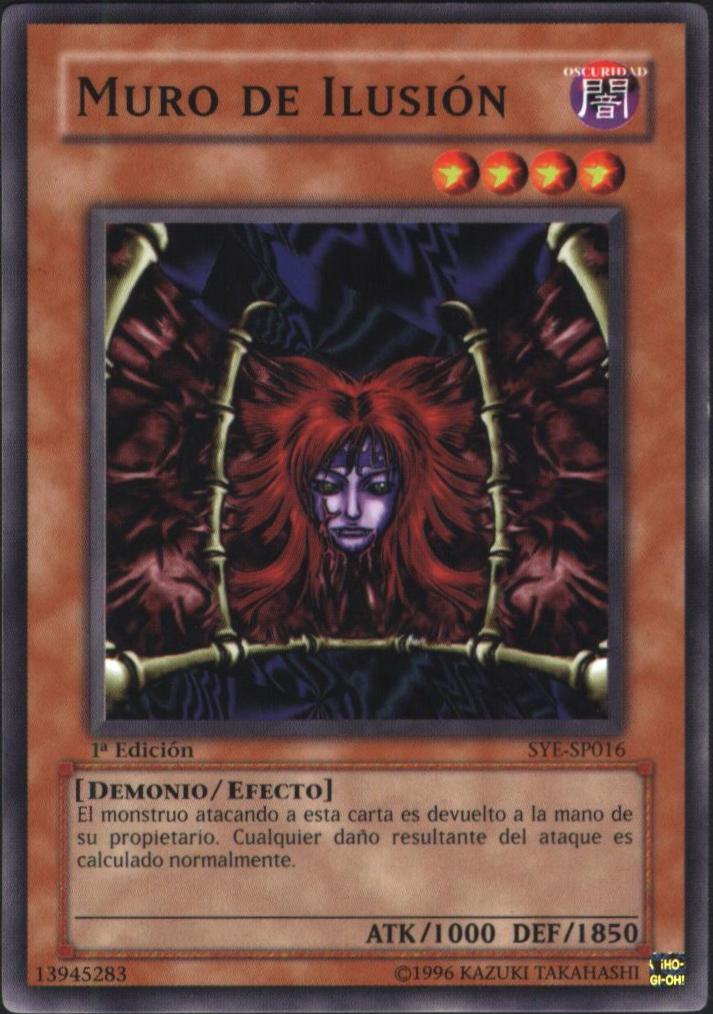 MURO DE ILUSIÓN
OSCURIDAD
闇
1ª Edición
SYE-SP016
[DEMONIO/EFECTO]
El monstruo atacando a esta carta es devuelto a la mano de
su propietario. Cualquier daño resultante del ataque es
calculado normalmente.
ATK/1000 DEF/1850
13945283
©1996 KAZUKI TAKAHASHI
GI-OH!